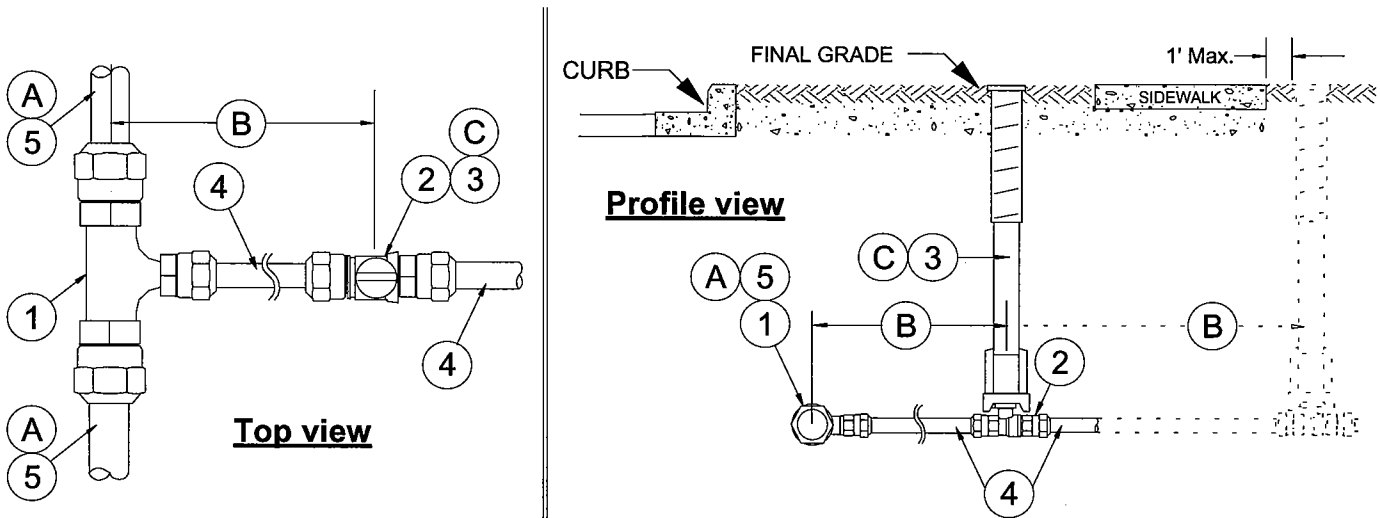 A
5
B
C
2
3
4
1
4
A
5
Top view
CURB
FINAL GRADE
1' Max.
SIDEWALK
Profile view
C 3
A 5
1
B
B
2
4